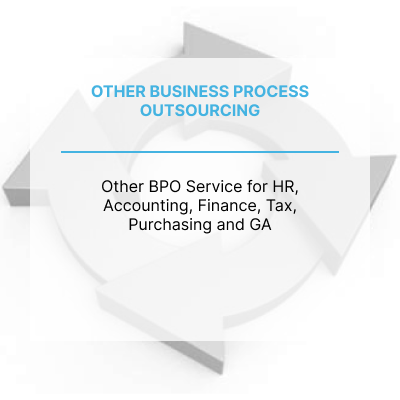 OTHER BUSINESS PROCESS
OUTSOURCING
Other BPO Service for HR,
Accounting, Finance, Tax,
Purchasing and GA